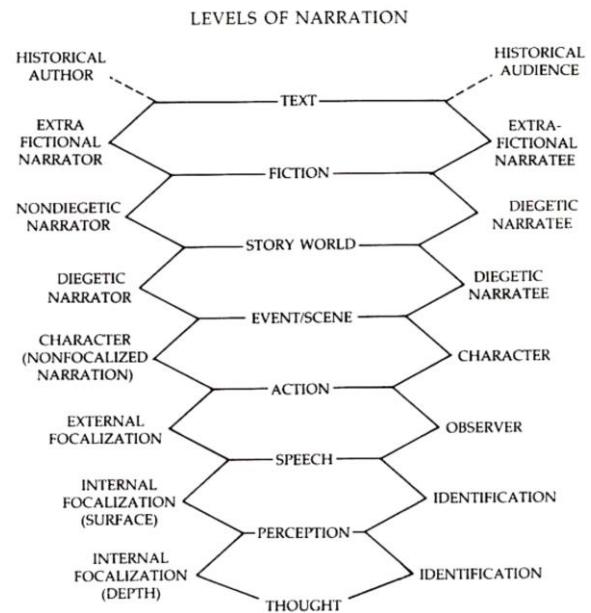 LEVELS OF NARRATION
HISTORICAL
AUTHOR
HISTORICAL
AUDIENCE
TEXT
EXTRA
FICTIONAL
NARRATOR
EXTRA-
FICTIONAL
NARRATEE
FICTION
NONDIEGETIC
NARRATOR
DIEGETIC
NARRATEE
STORY WORLD
DIEGETIC
NARRATOR
DIEGETIC
NARRATEE
EVENT/SCENE
CHARACTER
(NONFOCALIZED
NARRATION)
CHARACTER
ACTION
EXTERNAL
FOCALIZATION
OBSERVER
SPEECH
INTERNAL
FOCALIZATION
(SURFACE)
IDENTIFICATION
PERCEPTION
INTERNAL
FOCALIZATION
(DEPTH)
IDENTIFICATION
THOUGHT